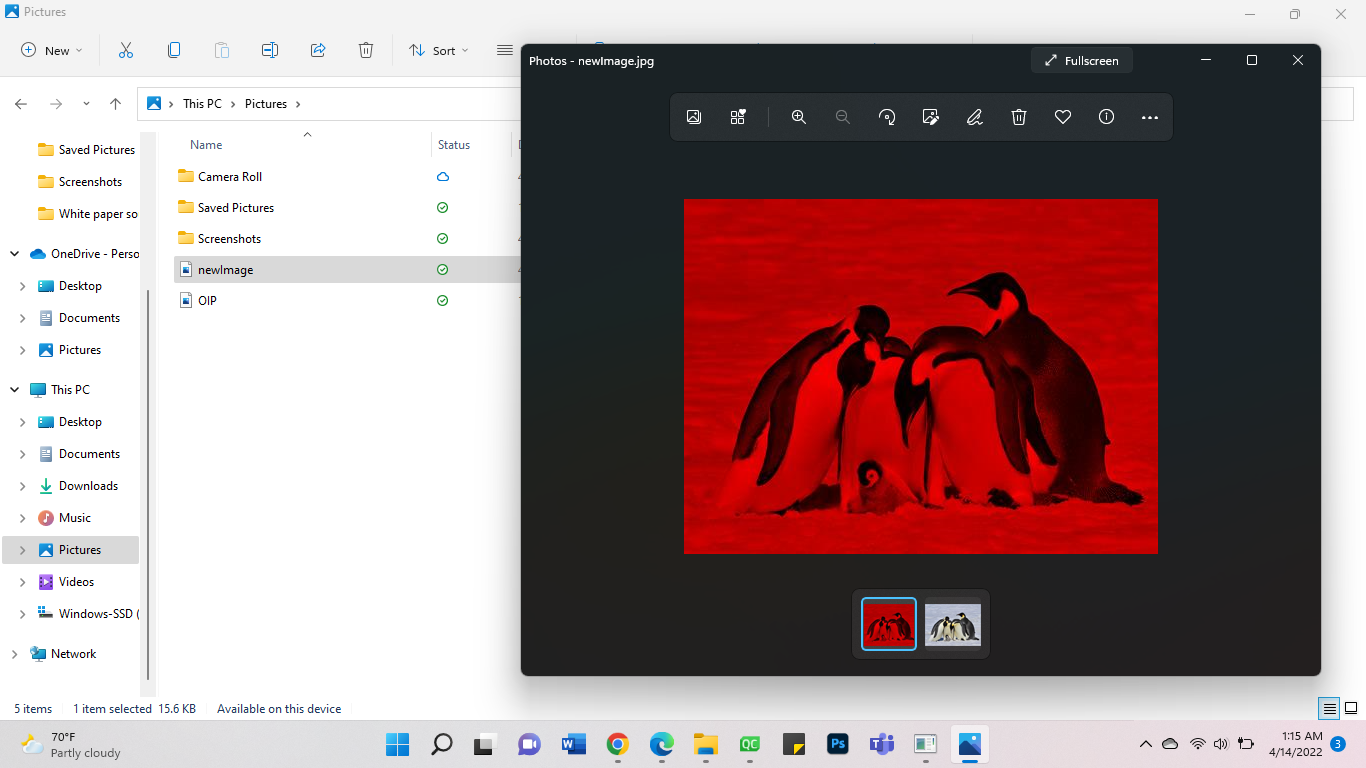 Pictures
New
Sort
This PC
Pictures
Name
Status
Saved Pictures
Screenshots
White paper so
OneDrive - Perso
Desktop
Documents
Pictures
This PC
Desktop
Documents
Downloads
Music
Pictures
Videos
Windows-SSD (
Network
Camera Roll
Saved Pictures
Screenshots
newImage
OIP
Photos - newImage.jpg
Fullscreen
5 items
1 item selected 15.6 KB
Available on this device
70°F
Partly cloudy
QC
Ps
1:15 AM
4/14/2022
3